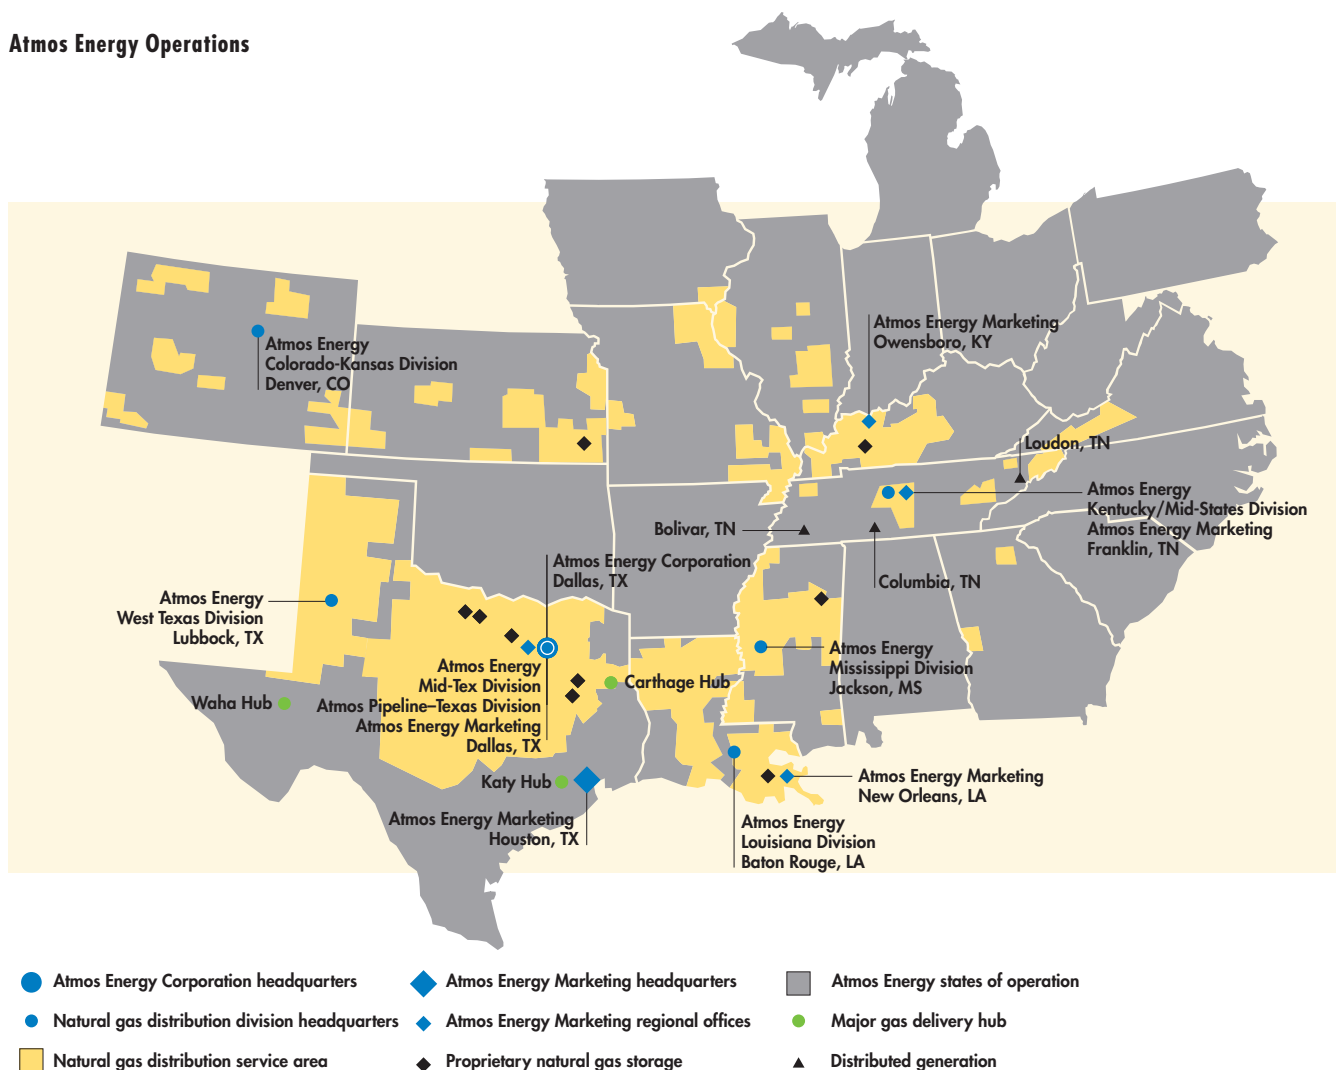 Atmos Energy Operations
Atmos Energy Marketing
Owensboro, KY
Atmos Energy
Colorado-Kansas Division
Denver, CO
Loudon, TN
Atmos Energy
Kentucky/Mid-States Division
Atmos Energy Marketing
Franklin, TN
Bolivar, TN
Columbia, TN
Atmos Energy Corporation
Dallas, TX
Atmos Energy
West Texas Division
Lubbock, TX
Atmos Energy
Mid-Tex Division
Atmos Pipeline–Texas Division
Atmos Energy Marketing
Dallas, TX
Carthage Hub
Atmos Energy
Mississippi Division
Jackson, MS
Waha Hub
Katy Hub
Atmos Energy Marketing
New Orleans, LA
Atmos Energy Marketing
Houston, TX
Atmos Energy
Louisiana Division
Baton Rouge, LA
Atmos Energy Corporation headquarters
Atmos Energy Marketing headquarters
Atmos Energy states of operation
Natural gas distribution division headquarters
Atmos Energy Marketing regional offices
Major gas delivery hub
Natural gas distribution service area
Proprietary natural gas storage
Distributed generation